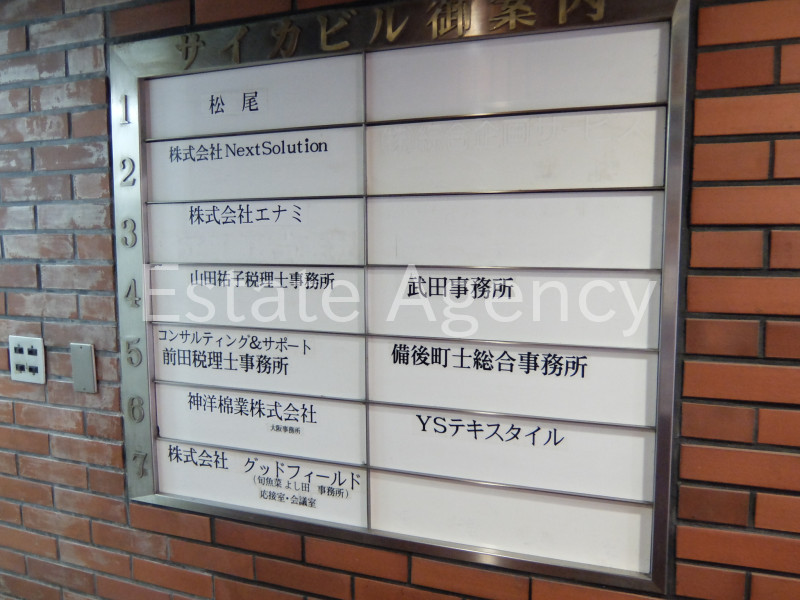 サイカビル御案内
1
松 尾
2
株式会社NextSolution
3
株式会社エナミ
4
山田祐子税理士事務所
武田事務所
5
コンサルティング&サポート
前田税理士事務所
備後町士総合事務所
6
神洋棉業株式会社
大阪事務所
YSテキスタイル
7
株式会社 グッドフィールド
(旬魚菜 よし田 事務所)
応接室・会議室
Estate Agency